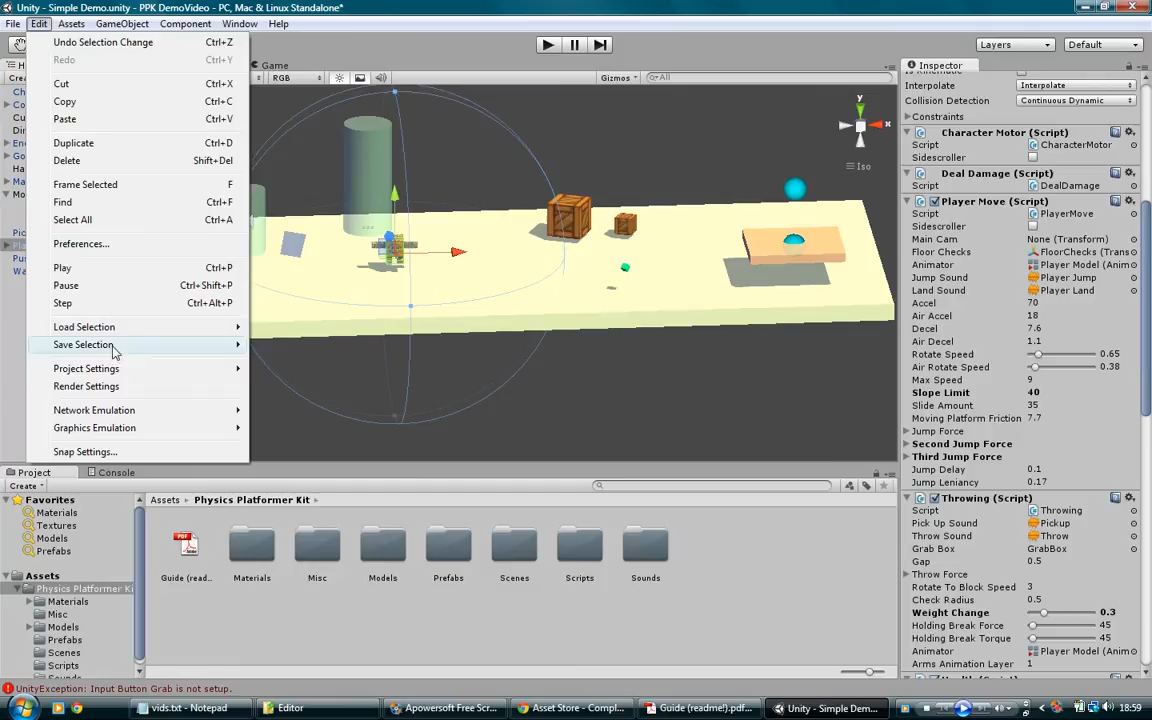 Unity - Simple Demo.unity - PPK DemoVideo - PC, Mac & Linux Standalone*
File Edit Assets GameObject Component Window Help
Layers Default
Undo Selection Change Ctrl+Z
Redo Ctrl+Y
Cut Ctrl+X
Copy Ctrl+C
Paste Ctrl+V
Duplicate Ctrl+D
Delete Shift+Del
Frame Selected F
Find Ctrl+F
Select All Ctrl+A
Preferences...
Play Ctrl+P
Pause Ctrl+Shift+P
Step Ctrl+Alt+P
Load Selection
Save Selection
Project Settings
Render Settings
Network Emulation
Graphics Emulation
Snap Settings...
Game
RGB Gizmos All
y
x
Iso
Inspector
Interpolate Interpolate
Collision Detection Continuous Dynamic
Constraints
Character Motor (Script)
Script CharacterMotor
Sidescroller
Deal Damage (Script)
Script DealDamage
Player Move (Script)
Script PlayerMove
Sidescroller
Main Cam None (Transform)
Floor Checks FloorChecks (Trans
Animator Player Model (Anim
Jump Sound Player Jump
Land Sound Player Land
Accel 70
Air Accel 18
Decel 7.6
Air Decel 1.1
Rotate Speed 0.65
Air Rotate Speed 0.38
Max Speed 9
Slope Limit 40
Slide Amount 35
Moving Platform Friction 7.7
Jump Force
Second Jump Force
Third Jump Force
Jump Delay 0.1
Jump Leniancy 0.17
Throwing (Script)
Script Throwing
Pick Up Sound Pickup
Throw Sound Throw
Grab Box GrabBox
Gap 0.5
Throw Force
Rotate To Block Speed 3
Check Radius 0.5
Weight Change 0.3
Holding Break Force 45
Holding Break Torque 45
Animator Player Model (Anim
Arms Animation Layer 1
Project Console
Create
Favorites
Materials
Textures
Models
Prefabs
Assets
Physics Platformer Ki
Materials
Misc
Models
Prefabs
Scenes
Scripts
Assets Physics Platformer Kit
Guide (read... Materials Misc Models Prefabs Scenes Scripts Sounds
UnityException: Input Button Grab is not setup.
vids.txt - Notepad Editor Apowersoft Free Scr... Asset Store - Compl... Guide (readme!).pdf... Unity - Simple Dem... 18:59